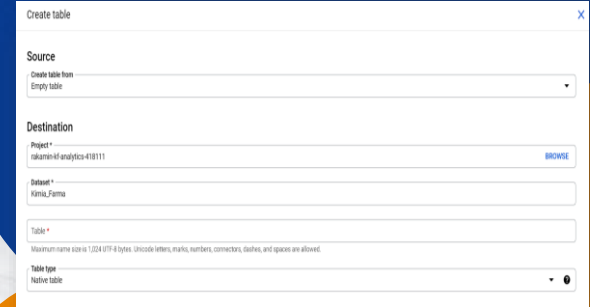 Create table
X
Source
Create table from
Empty table
Destination
Project *
rakamin-kf-analytics-418111
BROWSE
Dataset *
Kimia_Farma
Table *
Maximum name size is 1,024 UTF-8 bytes. Unicode letters, marks, numbers, connectors, dashes, and spaces are allowed.
Table type
Native table
?